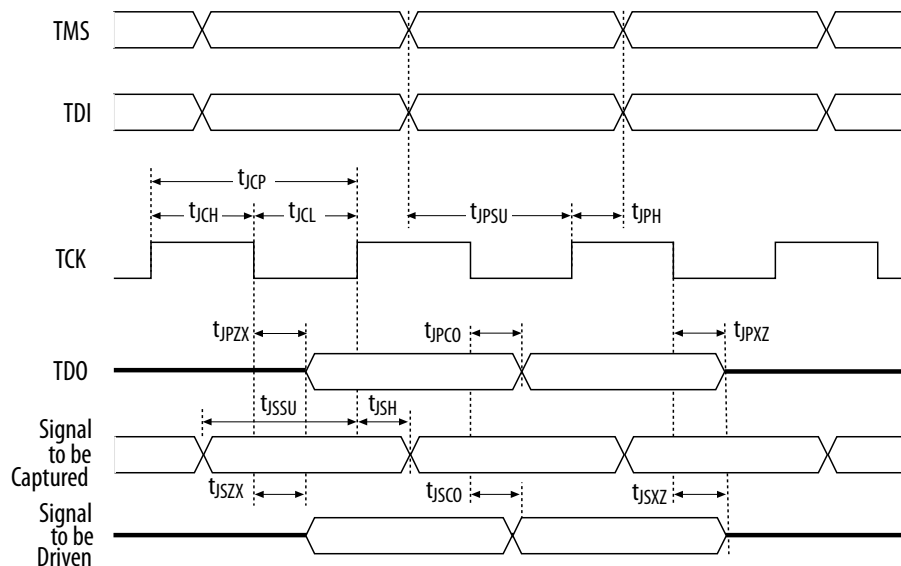 TMS
TDI
tJCP
tJCH
tJCL
tJPSU
tJPH
TCK
tJPZX
tJPCO
tJPXZ
TDO
tJSSU
tJSH
Signal
to be
Captured
tJSZX
tJSCO
tJSXZ
Signal
to be
Driven